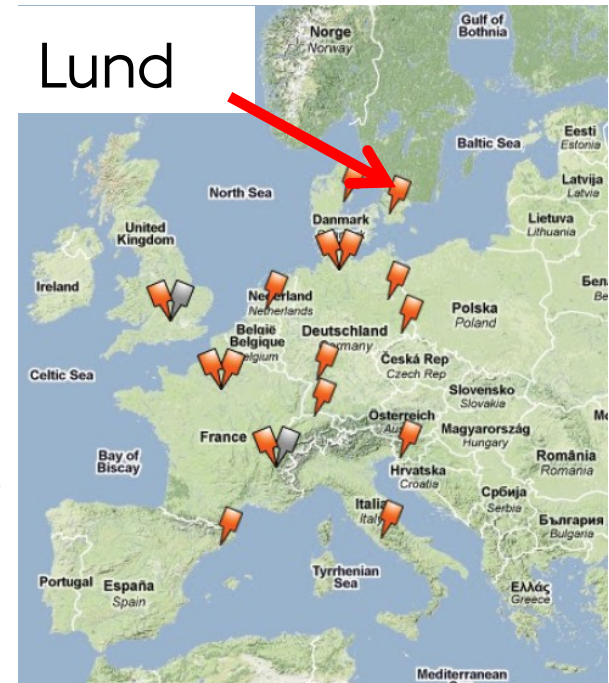 Lund
Norge
Norway
Gulf of
Bothnia
Baltic Sea
Eesti
Estonia
Latvija
Latvia
North Sea
Danmark
Lietuva
Lithuania
United
Kingdom
Ireland
Nederland
Netherlands
Polska
Poland
België
Belgique
Belgium
Deutschland
Germany
Česká Rep
Czech Rep
Celtic Sea
Slovensko
Slovakia
Österreich
France
Magyarország
Hungary
Bay of
Biscay
Hrvatska
Croatia
România
Romania
Italia
Italy
Србија
Serbia
България
Bulgaria
Tyrrhenian
Sea
Portugal
España
Spain
Ελλάς
Greece
Mediterranean